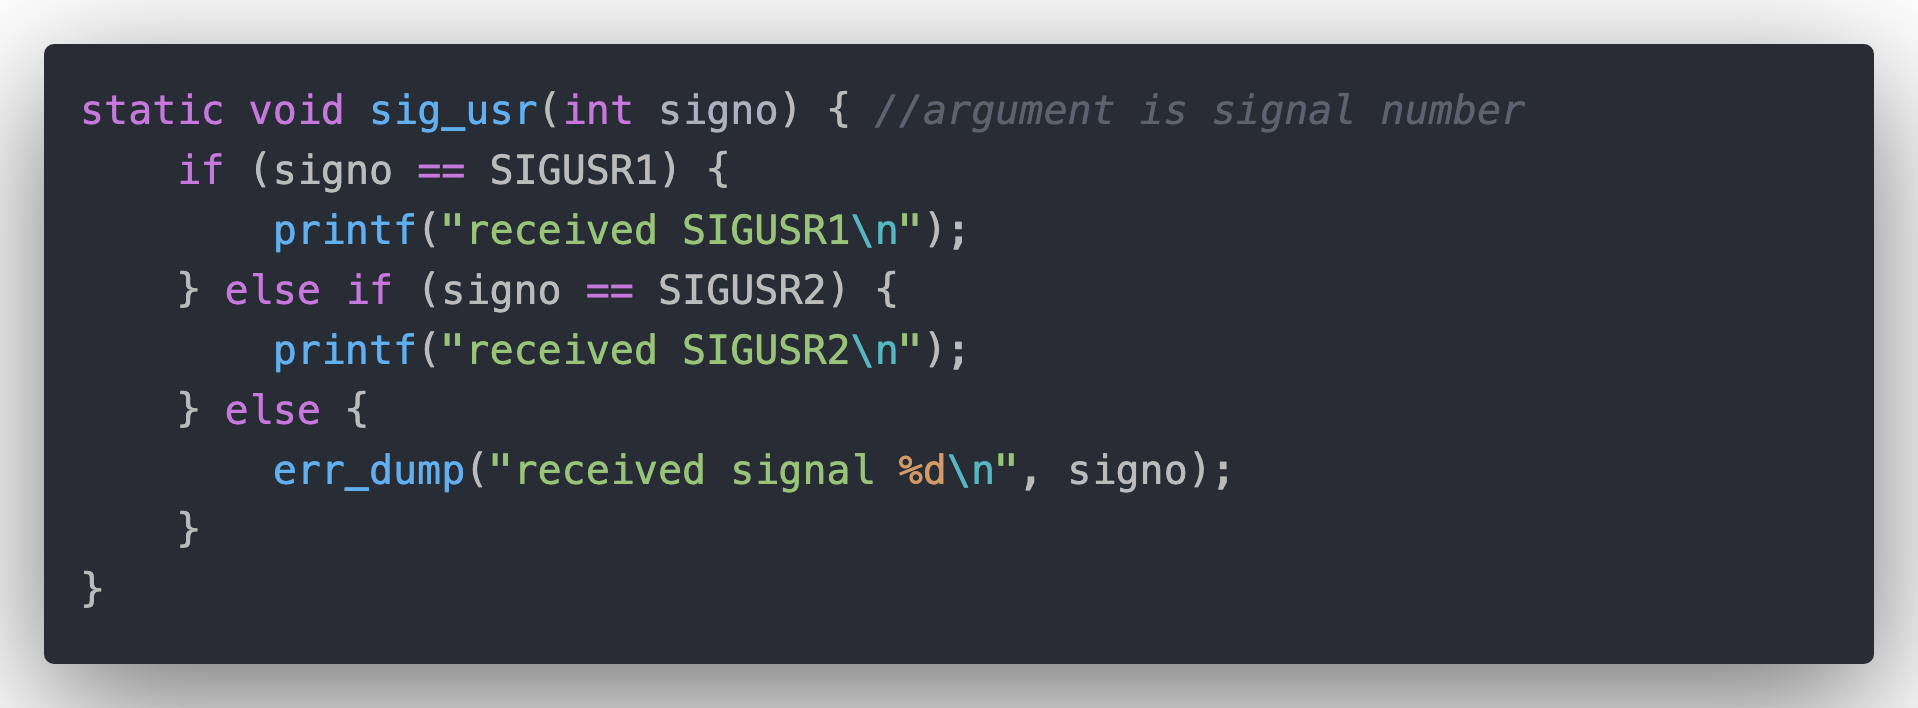 static void sig_usr(int signo) { //argument is signal number
    if (signo == SIGUSR1) {
        printf("received SIGUSR1\n");
    } else if (signo == SIGUSR2) {
        printf("received SIGUSR2\n");
    } else {
        err_dump("received signal %d\n", signo);
    }
}